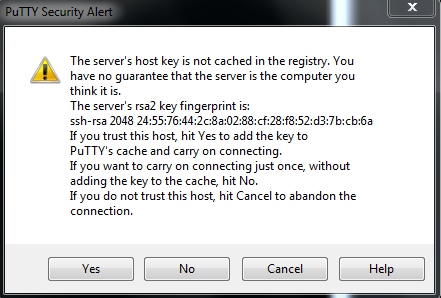 PuTTY Security Alert
The server's host key is not cached in the registry. You
have no guarantee that the server is the computer you
think it is.
The server's rsa2 key fingerprint is:
ssh-rsa 2048 24:55:76:44:2c:8a:02:88:cf:28:f8:52:d3:7b:cb:6a
If you trust this host, hit Yes to add the key to
PuTTY's cache and carry on connecting.
If you want to carry on connecting just once, without
adding the key to the cache, hit No.
If you do not trust this host, hit Cancel to abandon the
connection.
Yes No Cancel Help